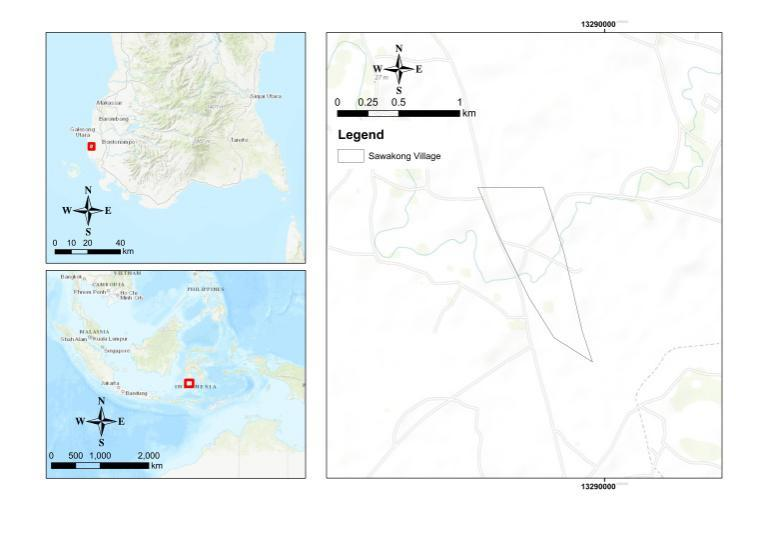 13290000
Makassar
Barombong
Galesong
Utara
Bontonompo
Sinjai Utara
Tanete
N
W E
S
0 10 20 40
km
N
W E
S
27 m
0 0.25 0.5 1
km
Legend
Sawakong Village
VIETNAM
Bangkok
CAMBODIA
Phnom Penh
Ho Chi
Minh City
PHILIPPINES
MALAYSIA
Shah Alam Kuala Lumpur
Singapore
Jakarta
Bandung
INDONESIA
N
W E
S
0 500 1,000 2,000
km
13290000